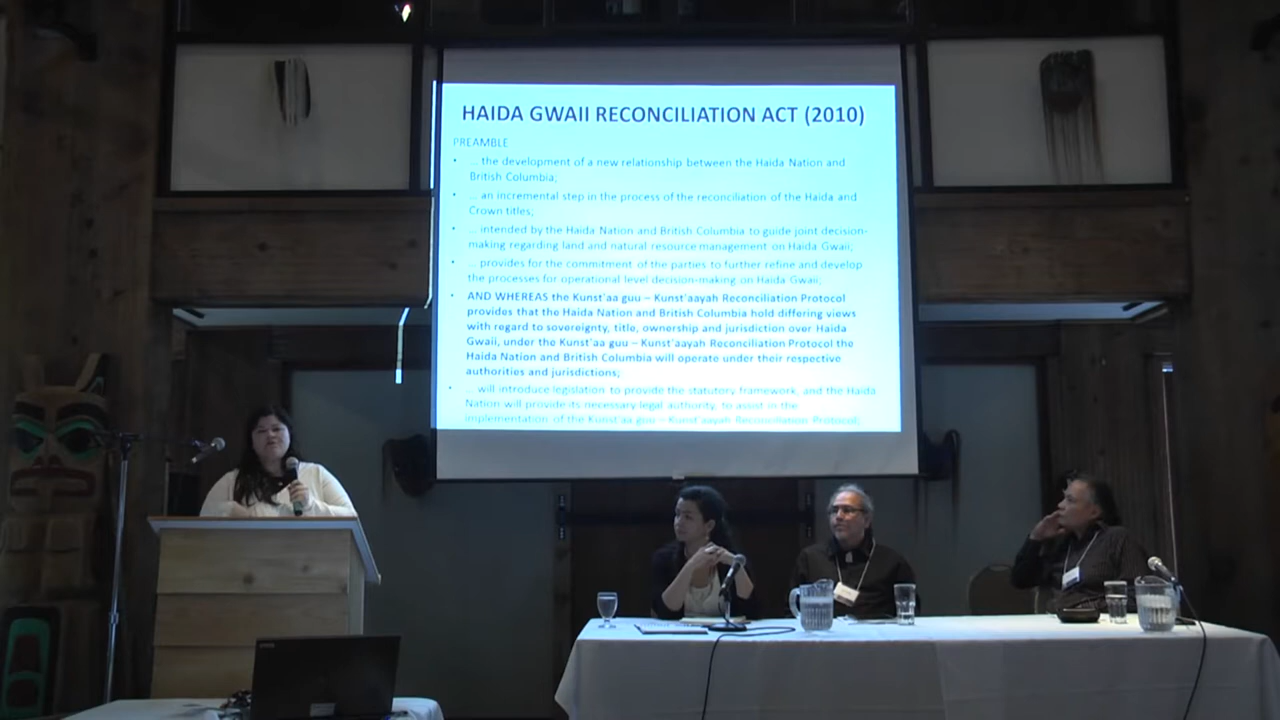 HAIDA GWAII RECONCILIATION ACT (2010)
PREAMBLE
• ... the development of a new relationship between the Haida Nation and
British Columbia;
• ... an incremental step in the process of the reconciliation of the Haida and
Crown titles;
• ... intended by the Haida Nation and British Columbia to guide joint decision-
making regarding land and natural resource management on Haida Gwaii;
• ... provides for the commitment of the parties to further refine and develop
the processes for operational level decision-making on Haida Gwaii;
• AND WHEREAS the Kunst'aa guu – Kunst'aayah Reconciliation Protocol
provides that the Haida Nation and British Columbia hold differing views
with regard to sovereignty, title, ownership and jurisdiction over Haida
Gwaii, under the Kunst'aa guu – Kunst'aayah Reconciliation Protocol the
Haida Nation and British Columbia will operate under their respective
authorities and jurisdictions;
• ... will introduce legislation to provide the statutory framework, and the Haida
Nation will provide its necessary legal authority, to assist in the
implementation of the Kunst'aa guu – Kunst'aayah Reconciliation Protocol;